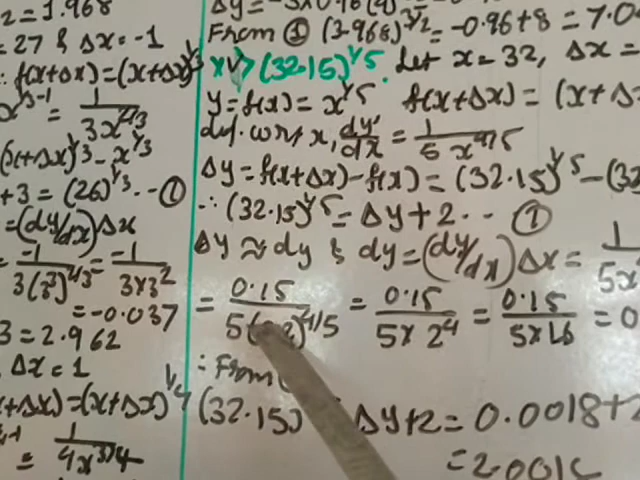 2=1.968
=27 & Δx=-1
∴ f(x+Δx)=(x+Δx)^1/3
= 1/3x^2/3
(x+Δx)^1/3 - x^1/3
+3=(26)^1/3 -- ①
=(dy/dx)Δx
= -1/3(3^3)^2/3 = -1/3×3^2
=-0.037
3=2.962
Δx=1
x+Δx)=(x+Δx)^1/4
= 1/4x^3/4
From ① (3.968)^3/2=-0.96+8=7.0
xv> (32.15)^1/5. Let x=32, Δx=
y=f(x)=x^1/5 f(x+Δx)=(x+Δ
dif. w.r.t x, dy/dx = 1/5x^4/5
Δy=f(x+Δx)-f(x)=(32.15)^1/5-(32
∴(32.15)^1/5=Δy+2-- ①
Δy≈dy & dy=(dy/dx)Δx= 1/5x
= 0.15/5( 2)^4/5 = 0.15/5×2^4 = 0.15/5×16 =0
∴ From
(32.15) Δy+2=0.0018+2
=2.001